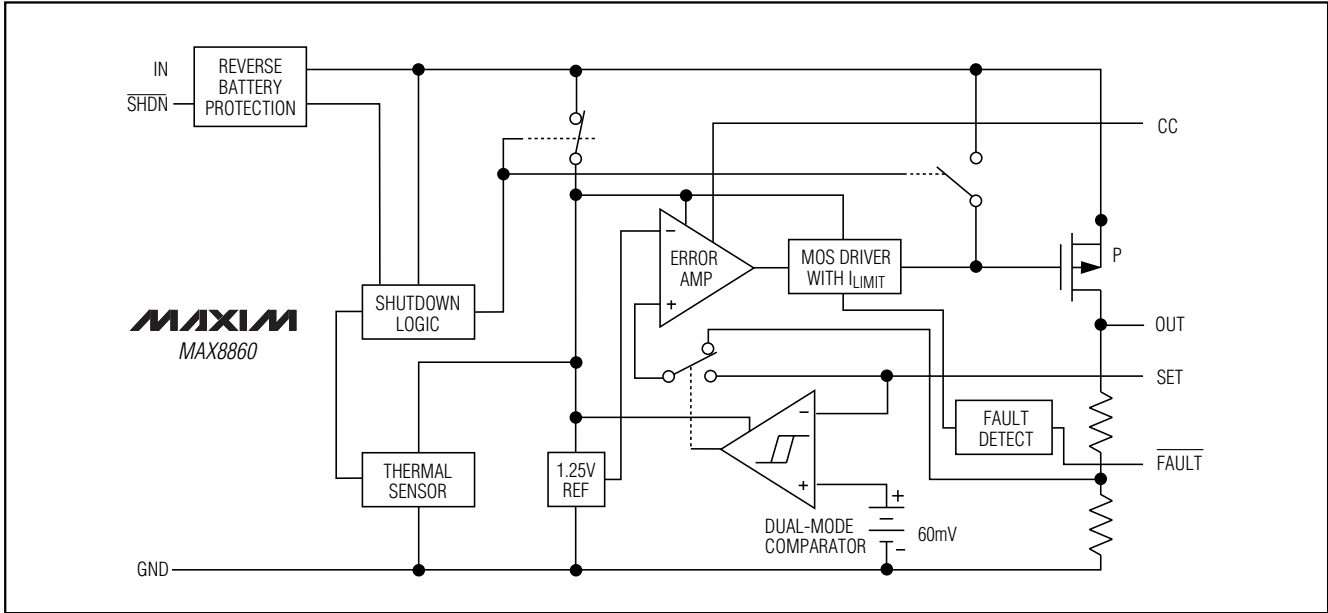 IN
REVERSE
BATTERY
PROTECTION
SHDN
CC
ERROR
AMP
−
+
MOS DRIVER
WITH ILIMIT
P
SHUTDOWN
LOGIC
MAXIM
MAX8860
OUT
SET
−
+
FAULT
DETECT
FAULT
THERMAL
SENSOR
1.25V
REF
DUAL-MODE
COMPARATOR
+
−
60mV
GND